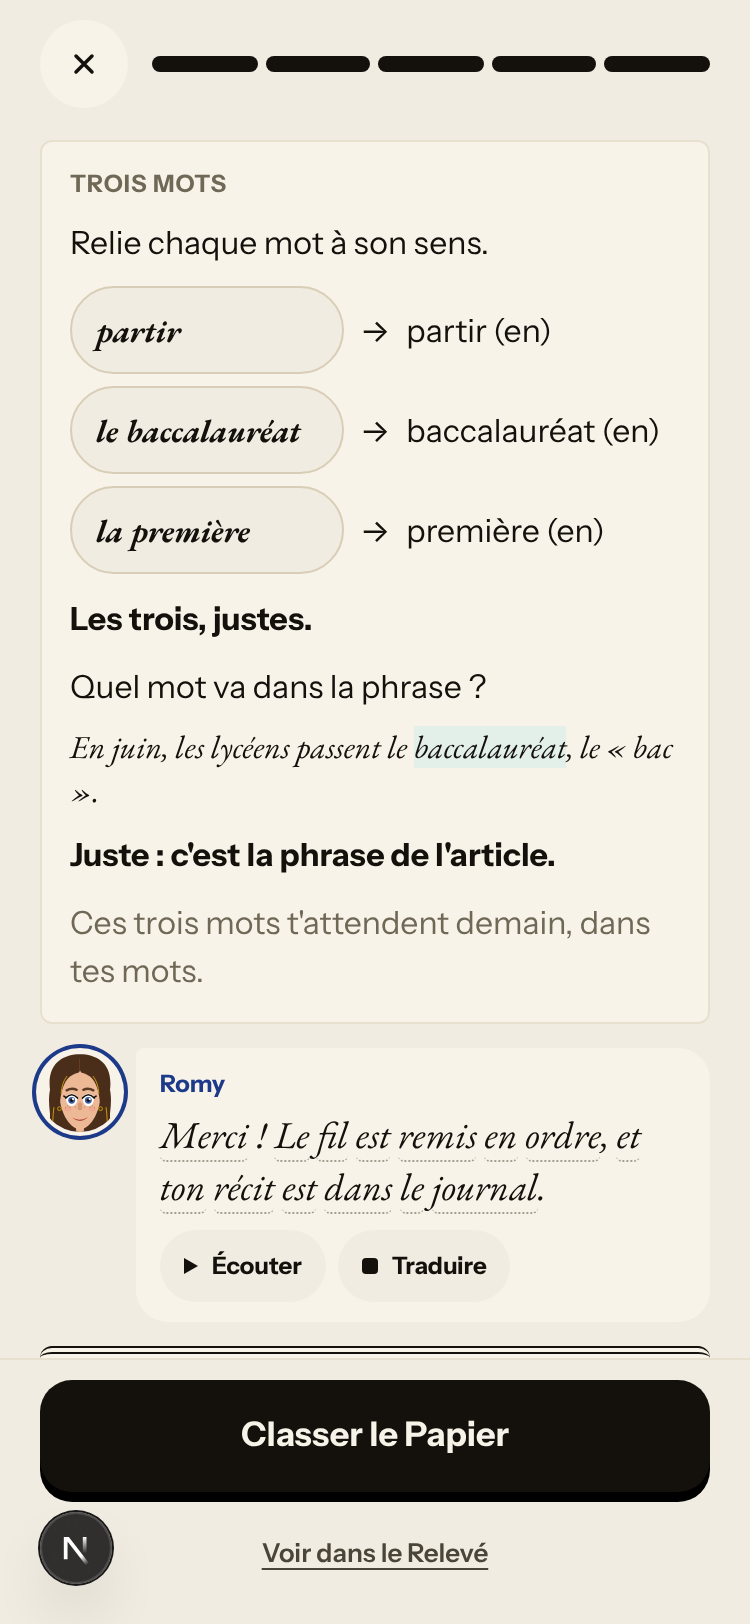 TROIS MOTS
Relie chaque mot à son sens.
partir → partir (en)
le baccalauréat → baccalauréat (en)
la première → première (en)
Les trois, justes.
Quel mot va dans la phrase ?
En juin, les lycéens passent le baccalauréat, le « bac
».
Juste : c'est la phrase de l'article.
Ces trois mots t'attendent demain, dans
tes mots.
Romy
Merci ! Le fil est remis en ordre, et
ton récit est dans le journal.
Écouter Traduire
Classer le Papier
N
Voir dans le Relevé